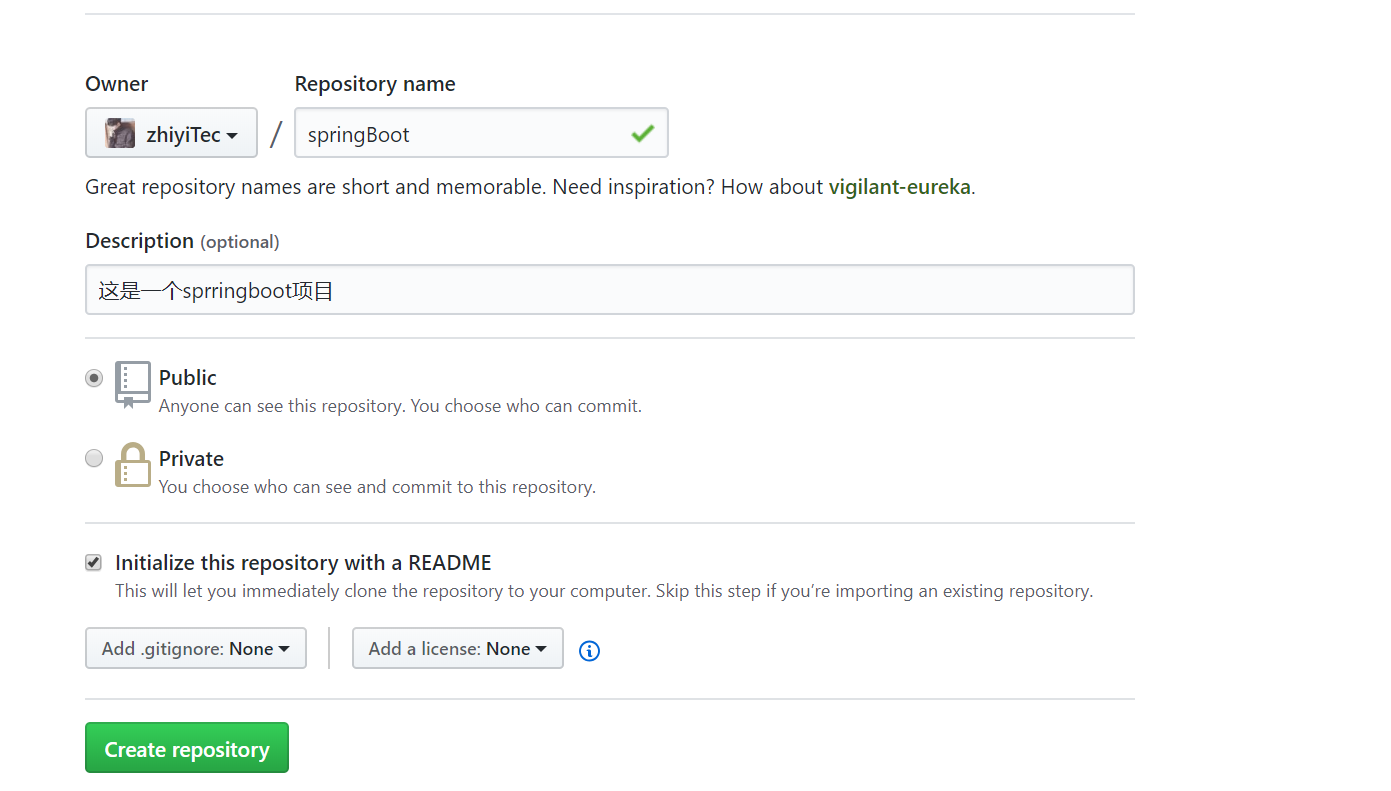 Owner Repository name
zhiyiTec / springBoot
Great repository names are short and memorable. Need inspiration? How about vigilant-eureka.
Description (optional)
这是一个sprringboot项目
Public
Anyone can see this repository. You choose who can commit.
Private
You choose who can see and commit to this repository.
Initialize this repository with a README
This will let you immediately clone the repository to your computer. Skip this step if you’re importing an existing repository.
Add .gitignore: None Add a license: None
Create repository